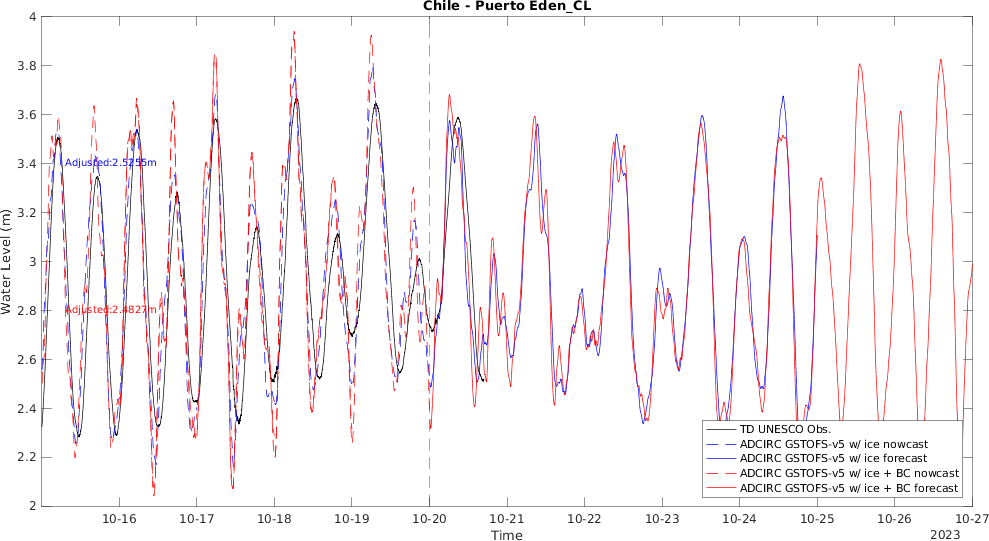 Chile - Puerto Eden_CL
4
3.8
3.6
3.4
3.2
3
2.8
2.6
2.4
2.2
2
Water Level (m)
Adjusted:2.5255m
Adjusted:2.4827m
TD UNESCO Obs.
ADCIRC GSTOFS-v5 w/ ice nowcast
ADCIRC GSTOFS-v5 w/ ice forecast
ADCIRC GSTOFS-v5 w/ ice + BC nowcast
ADCIRC GSTOFS-v5 w/ ice + BC forecast
10-16 10-17 10-18 10-19 10-20 10-21 10-22 10-23 10-24 10-25 10-26 10-27
Time
2023